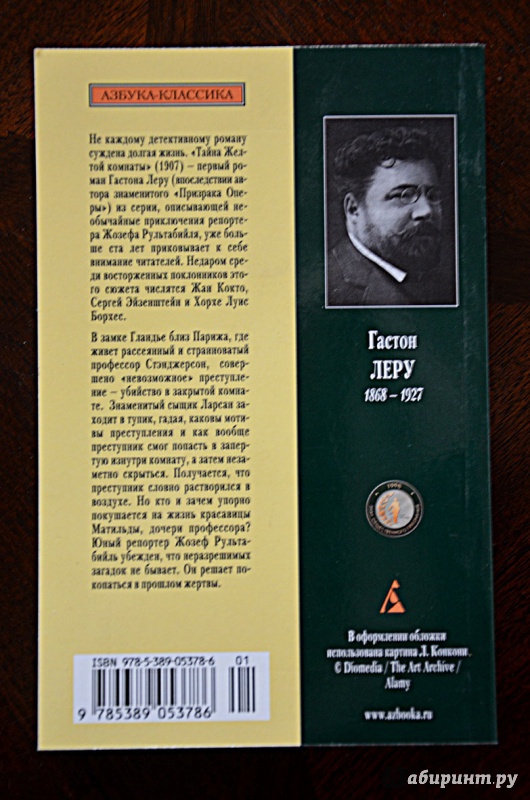 АЗБУКА-КЛАССИКА
Не каждому детективному роману
суждена долгая жизнь. «Тайна Жел-
той комнаты» (1907) – первый ро-
ман Гастона Леру (впоследствии ав-
тора знаменитого «Призрака Опе-
ры») из серии, описывающей не-
обычайные приключения репорте-
ра Жозефа Рультабийля, уже боль-
ше ста лет приковывает к себе
внимание читателей. Недаром сре-
ди восторженных поклонников это-
го сюжета числятся Жан Кокто,
Сергей Эйзенштейн и Хорхе Луис
Борхес.
В замке Гландье близ Парижа, где
живет рассеянный и странноватый
профессор Стэнджерсон, совер-
шено «невозможное» преступле-
ние – убийство в закрытой комна-
те. Знаменитый сыщик Ларсан за-
ходит в тупик, гадая, каковы моти-
вы преступления и как вообще
преступник смог попасть в запер-
тую изнутри комнату, а затем неза-
метно скрыться. Получается, что
преступник словно растворился в
воздухе. Но кто и зачем упорно
покушается на жизнь красавицы
Матильды, дочери профессора?
Юный репортер Жозеф Рульта-
бийль убежден, что неразрешимых
загадок не бывает. Он решает по-
копаться в прошлом жертвы.
ISBN 978-5-389-05378-6 01
9 785389 053786
Гастон
ЛЕРУ
1868 – 1927
В оформлении обложки
использована картина Л. Конкони.
© Diomedia / The Art Archive /
Alamy
www.azbooka.ru
абиринт.ру